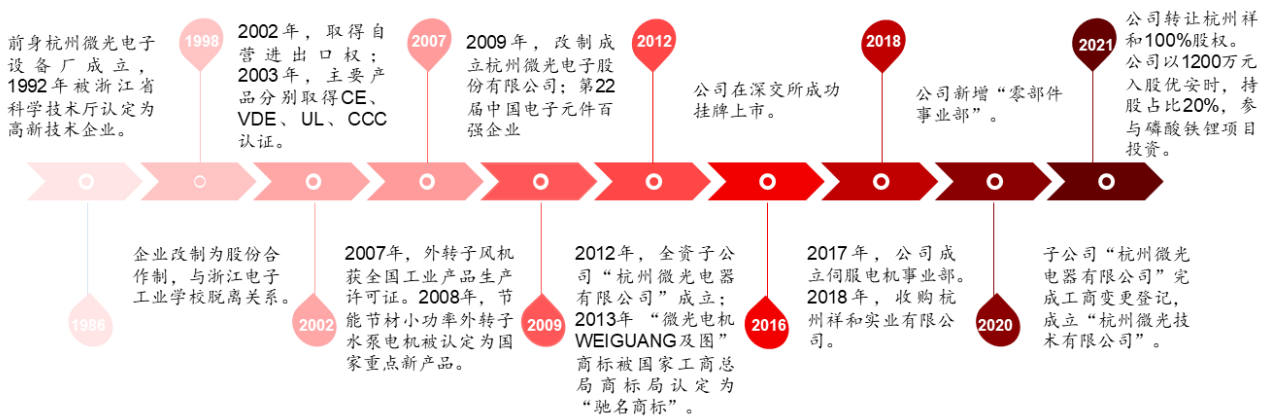 前身杭州微光电子
设备厂成立，
1992年被浙江省
科学技术厅认定为
高新技术企业。
1998
2002年，取得自
营进出口权；
2003年，主要产
品分别取得CE、
VDE、UL、CCC
认证。
2007
2009年，改制成
立杭州微光电子股
份有限公司；第22
届中国电子元件百
强企业
2012
公司在深交所成功
挂牌上市。
2018
公司新增“零部件
事业部”。
2021
公司转让杭州祥
和100%股权。
公司以1200万元
入股优安时，持
股占比20%，参
与磷酸铁锂项目
投资。
1986
企业改制为股份合
作制，与浙江电子
工业学校脱离关系。
2002
2007年，外转子风机
获全国工业产品生产
许可证。2008年，节
能节材小功率外转子
水泵电机被认定为国
家重点新产品。
2009
2012年，全资子公
司“杭州微光电器
有限公司”成立；
2013年“微光电机
WEIGUANG及图”
商标被国家工商总
局商标局认定为
“驰名商标”。
2016
2017年，公司成
立伺服电机事业部。
2018年，收购杭
州祥和实业有限公
司。
2020
子公司“杭州微光
电器有限公司”完
成工商变更登记，
成立“杭州微光技
术有限公司”。